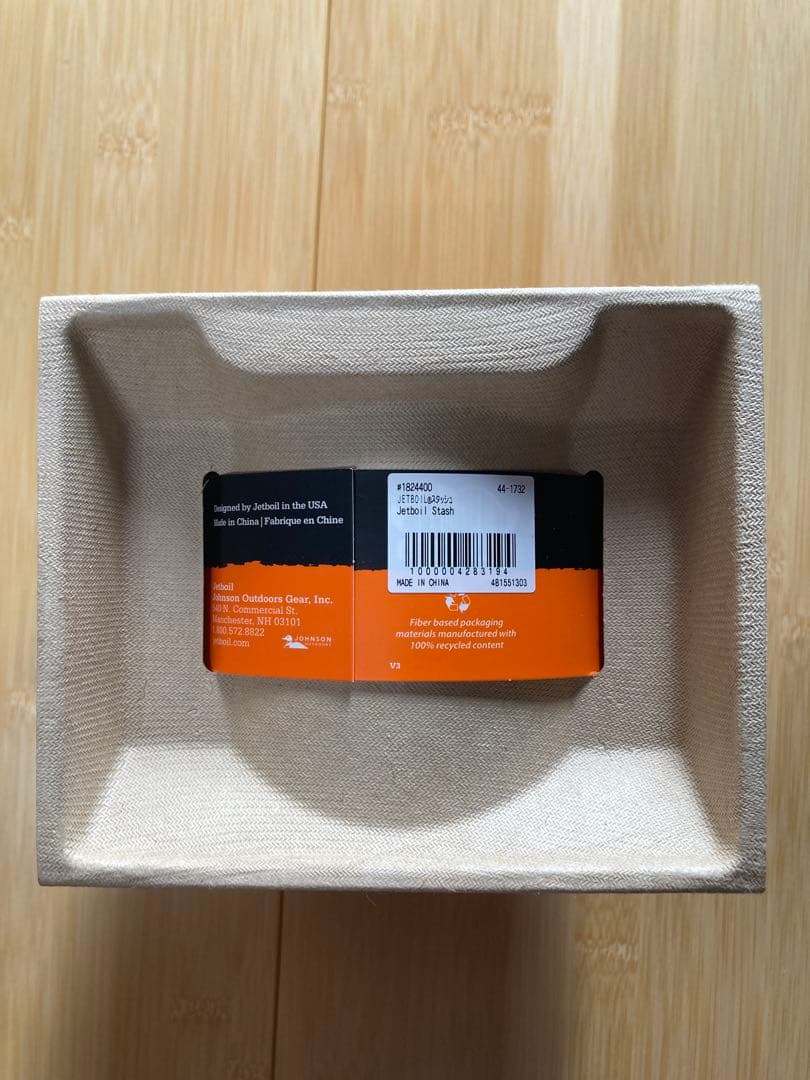 Designed by Jetboil in the USA
Made in China | Fabrique en Chine
Jetboil
Johnson Outdoors Gear, Inc.
540 N. Commercial St.
Manchester, NH 03101
1.800.572.8822
jetboil.com
JOHNSON
OUTDOORS
#1824400 44-1732
JETBOIL®スタッシュ
Jetboil Stash
1000004283194
MADE IN CHINA 481551303
Fiber based packaging
materials manufactured with
100% recycled content
V3